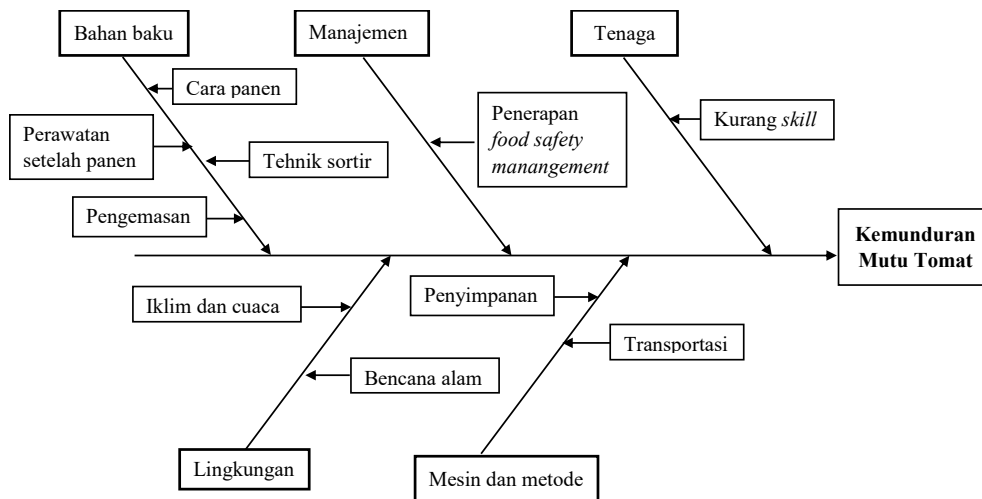 Bahan baku
Manajemen
Tenaga
Cara panen
Perawatan
setelah panen
Tehnik sortir
Pengemasan
Penerapan
food safety
manangement
Kurang skill
Kemunduran
Mutu Tomat
Iklim dan cuaca
Bencana alam
Penyimpanan
Transportasi
Lingkungan
Mesin dan metode